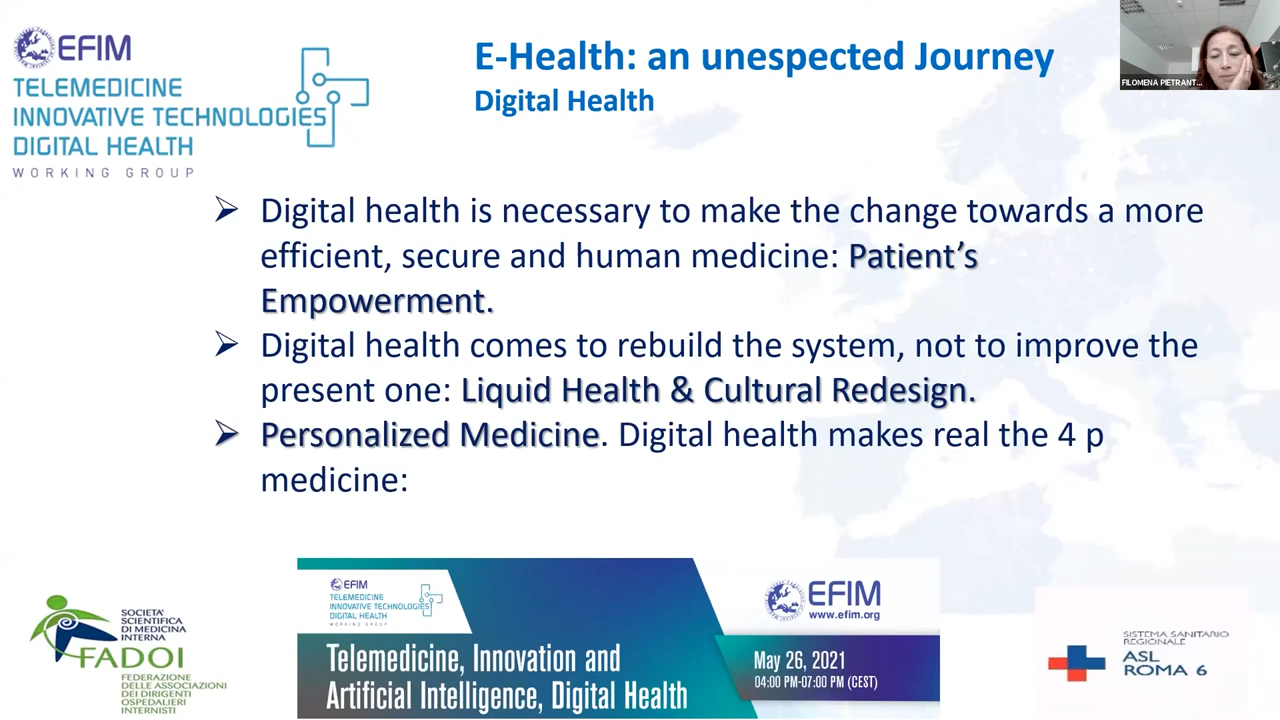 EFIM
TELEMEDICINE
INNOVATIVE TECHNOLOGIES
DIGITAL HEALTH
WORKING GROUP
E-Health: an unespected Journey
Digital Health
FILOMENA PIETRANT...
➢ Digital health is necessary to make the change towards a more
efficient, secure and human medicine: Patient's
Empowerment.
➢ Digital health comes to rebuild the system, not to improve the
present one: Liquid Health & Cultural Redesign.
➢ Personalized Medicine. Digital health makes real the 4 p
medicine:
SOCIETA'
SCIENTIFICA
DI MEDICINA
INTERNA
FADOI
FEDERAZIONE
DELLE ASSOCIAZIONI
DEI DIRIGENTI
OSPEDALIERI
INTERNISTI
EFIM
TELEMEDICINE
INNOVATIVE TECHNOLOGIES
DIGITAL HEALTH
WORKING GROUP
EFIM
www.efim.org
Telemedicine, Innovation and
Artificial Intelligence, Digital Health
May 26, 2021
04:00 PM-07:00 PM (CEST)
SISTEMA SANITARIO
REGIONALE
ASL
ROMA 6